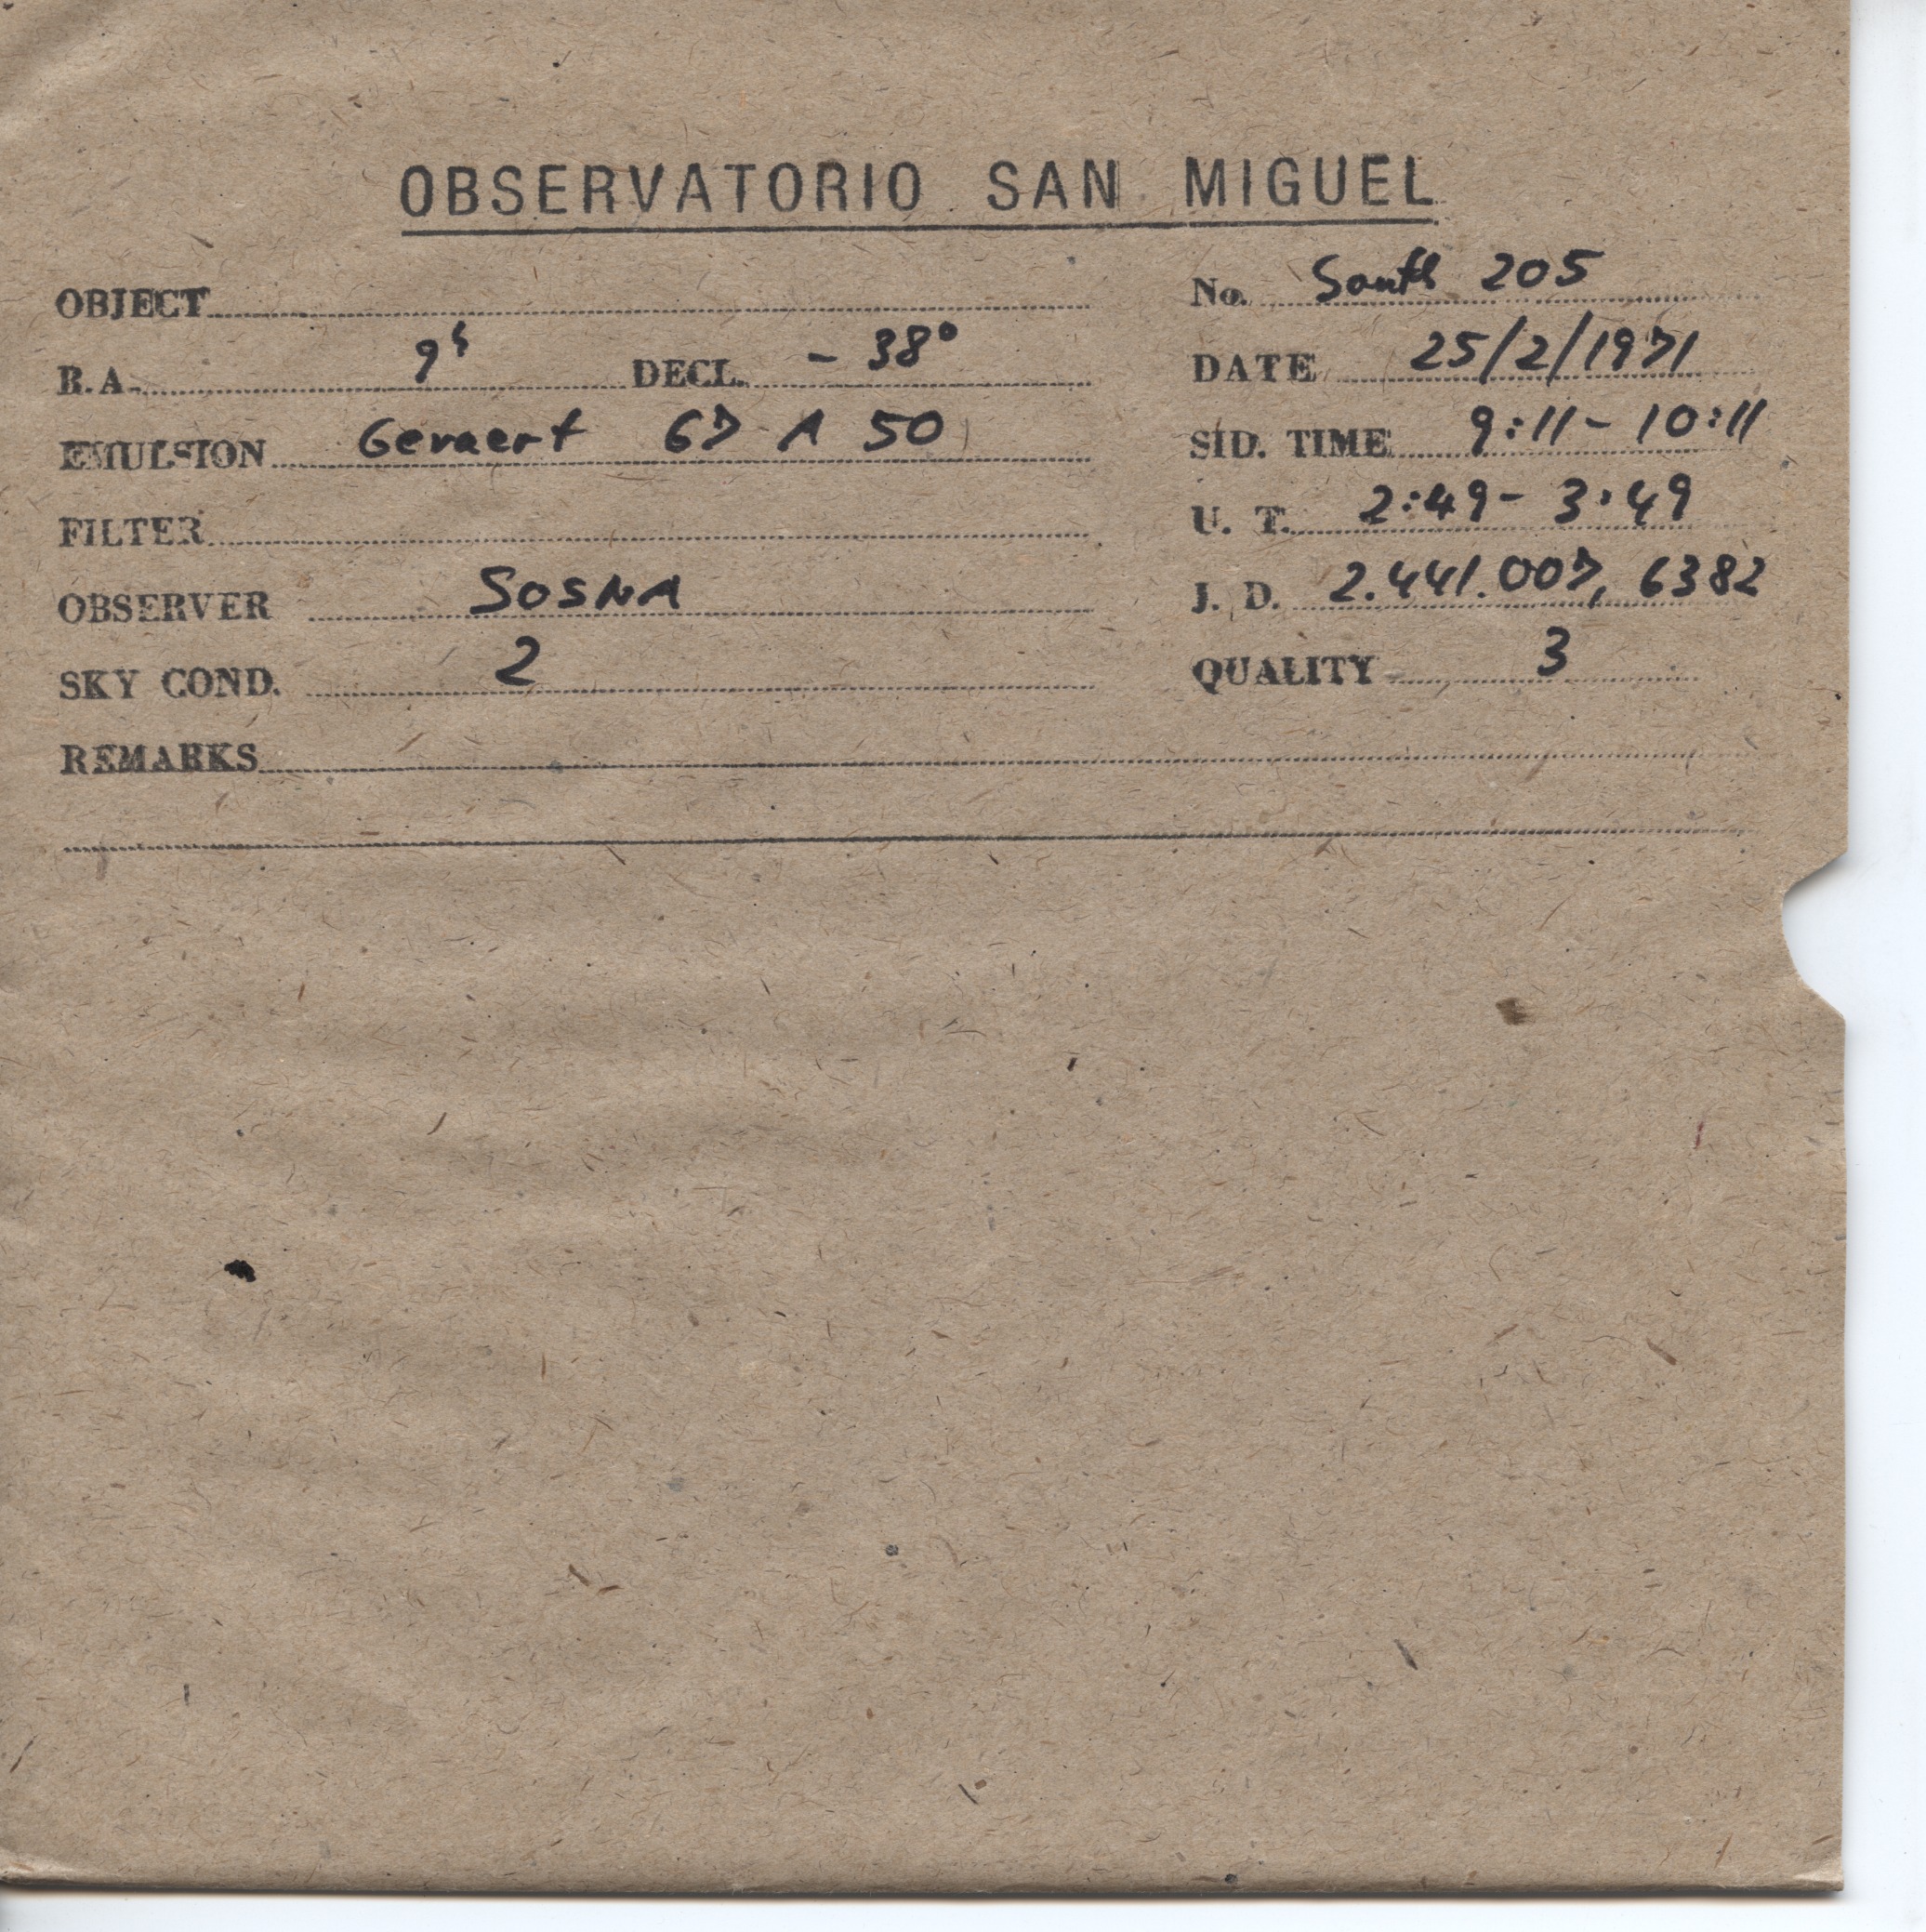 OBSERVATORIO SAN MIGUEL
OBJECT No. South 205
R.A. 9h DECL. - 38° DATE 25/2/1971
EMULSION Gevaert 67 A 50 SID. TIME 9:11 - 10:11
FILTER U. T. 2:49 - 3:49
OBSERVER SOSNA J. D. 2.441.007, 6382
SKY COND. 2 QUALITY 3
REMARKS